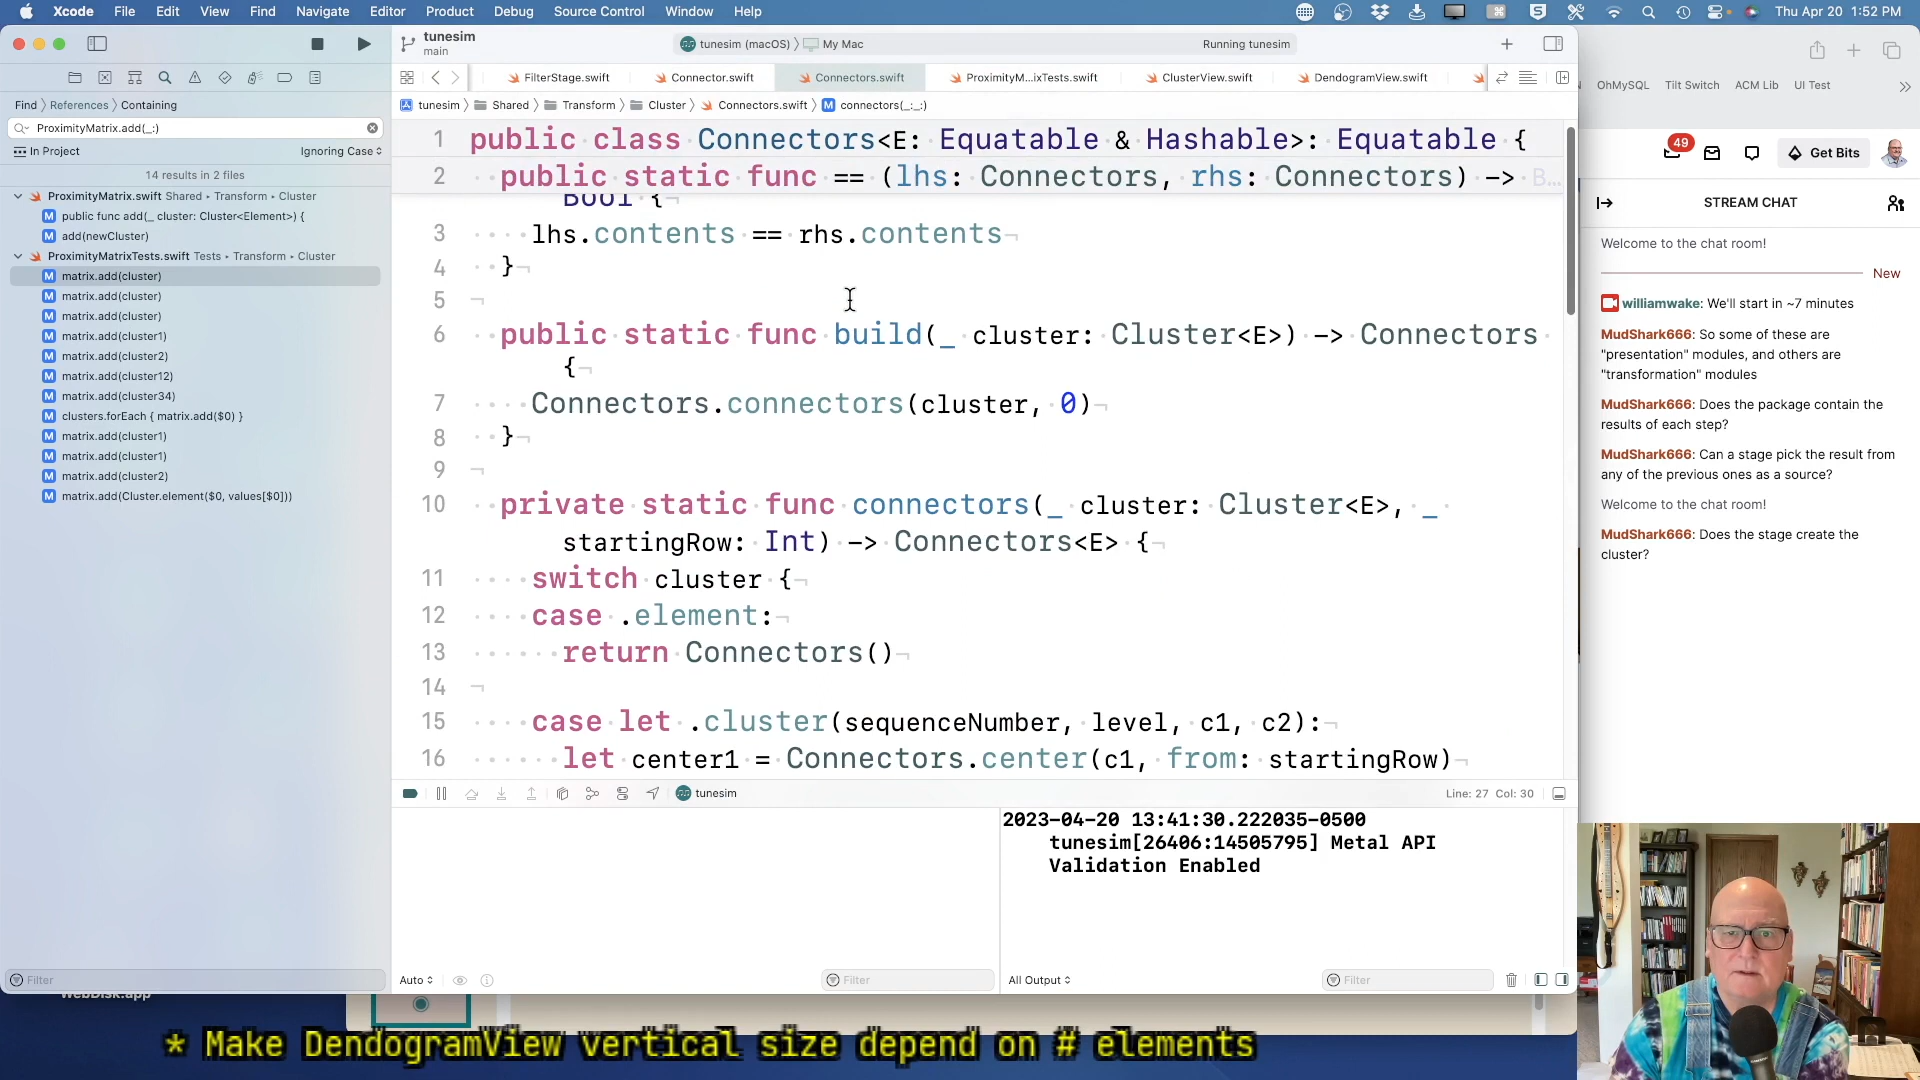 Xcode File Edit View Find Navigate Editor Product Debug Source Control Window Help Thu Apr 20 1:52 PM
tunesim
main
tunesim (macOS) 〉 My Mac
Running tunesim
FilterStage.swift Connector.swift Connectors.swift ProximityM...ixTests.swift ClusterView.swift DendogramView.swift
OhMySQL Tilt Switch ACM Lib UI Test
Find 〉 References 〉 Containing
tunesim 〉 Shared 〉 Transform 〉 Cluster 〉 Connectors.swift 〉 M connectors(_:_:)
ProximityMatrix.add(_:)
In Project Ignoring Case
14 results in 2 files
ProximityMatrix.swift Shared ▸ Transform ▸ Cluster
M public func add(_ cluster: Cluster<Element>) {
M add(newCluster)
ProximityMatrixTests.swift Tests ▸ Transform ▸ Cluster
M matrix.add(cluster)
M matrix.add(cluster)
M matrix.add(cluster)
M matrix.add(cluster1)
M matrix.add(cluster2)
M matrix.add(cluster12)
M matrix.add(cluster34)
M clusters.forEach { matrix.add($0) }
M matrix.add(cluster1)
M matrix.add(cluster1)
M matrix.add(cluster2)
M matrix.add(Cluster.element($0, values[$0]))
Filter
1 public class Connectors<E: Equatable & Hashable>: Equatable {
2 public static func == (lhs: Connectors, rhs: Connectors) -> B...
Bool {¬
3 lhs.contents == rhs.contents¬
4 }¬
5 ¬
6 public static func build(_ cluster: Cluster<E>) -> Connectors
{¬
7 Connectors.connectors(cluster, 0)¬
8 }¬
9 ¬
10 private static func connectors(_ cluster: Cluster<E>, _
startingRow: Int) -> Connectors<E> {¬
11 switch cluster {¬
12 case .element:¬
13 return Connectors()¬
14 ¬
15 case let .cluster(sequenceNumber, level, c1, c2):¬
16 let center1 = Connectors.center(c1, from: startingRow)¬
tunesim
Line: 27 Col: 30
2023-04-20 13:41:30.222035-0500
tunesim[26406:14505795] Metal API
Validation Enabled
Auto
Filter
All Output
Filter
49
Get Bits
STREAM CHAT
Welcome to the chat room!
New
williamwake: We'll start in ~7 minutes
MudShark666: So some of these are
"presentation" modules, and others are
"transformation" modules
MudShark666: Does the package contain the
results of each step?
MudShark666: Can a stage pick the result from
any of the previous ones as a source?
Welcome to the chat room!
MudShark666: Does the stage create the
cluster?
WebDisk.app
* Make DendogramView vertical size depend on # elements